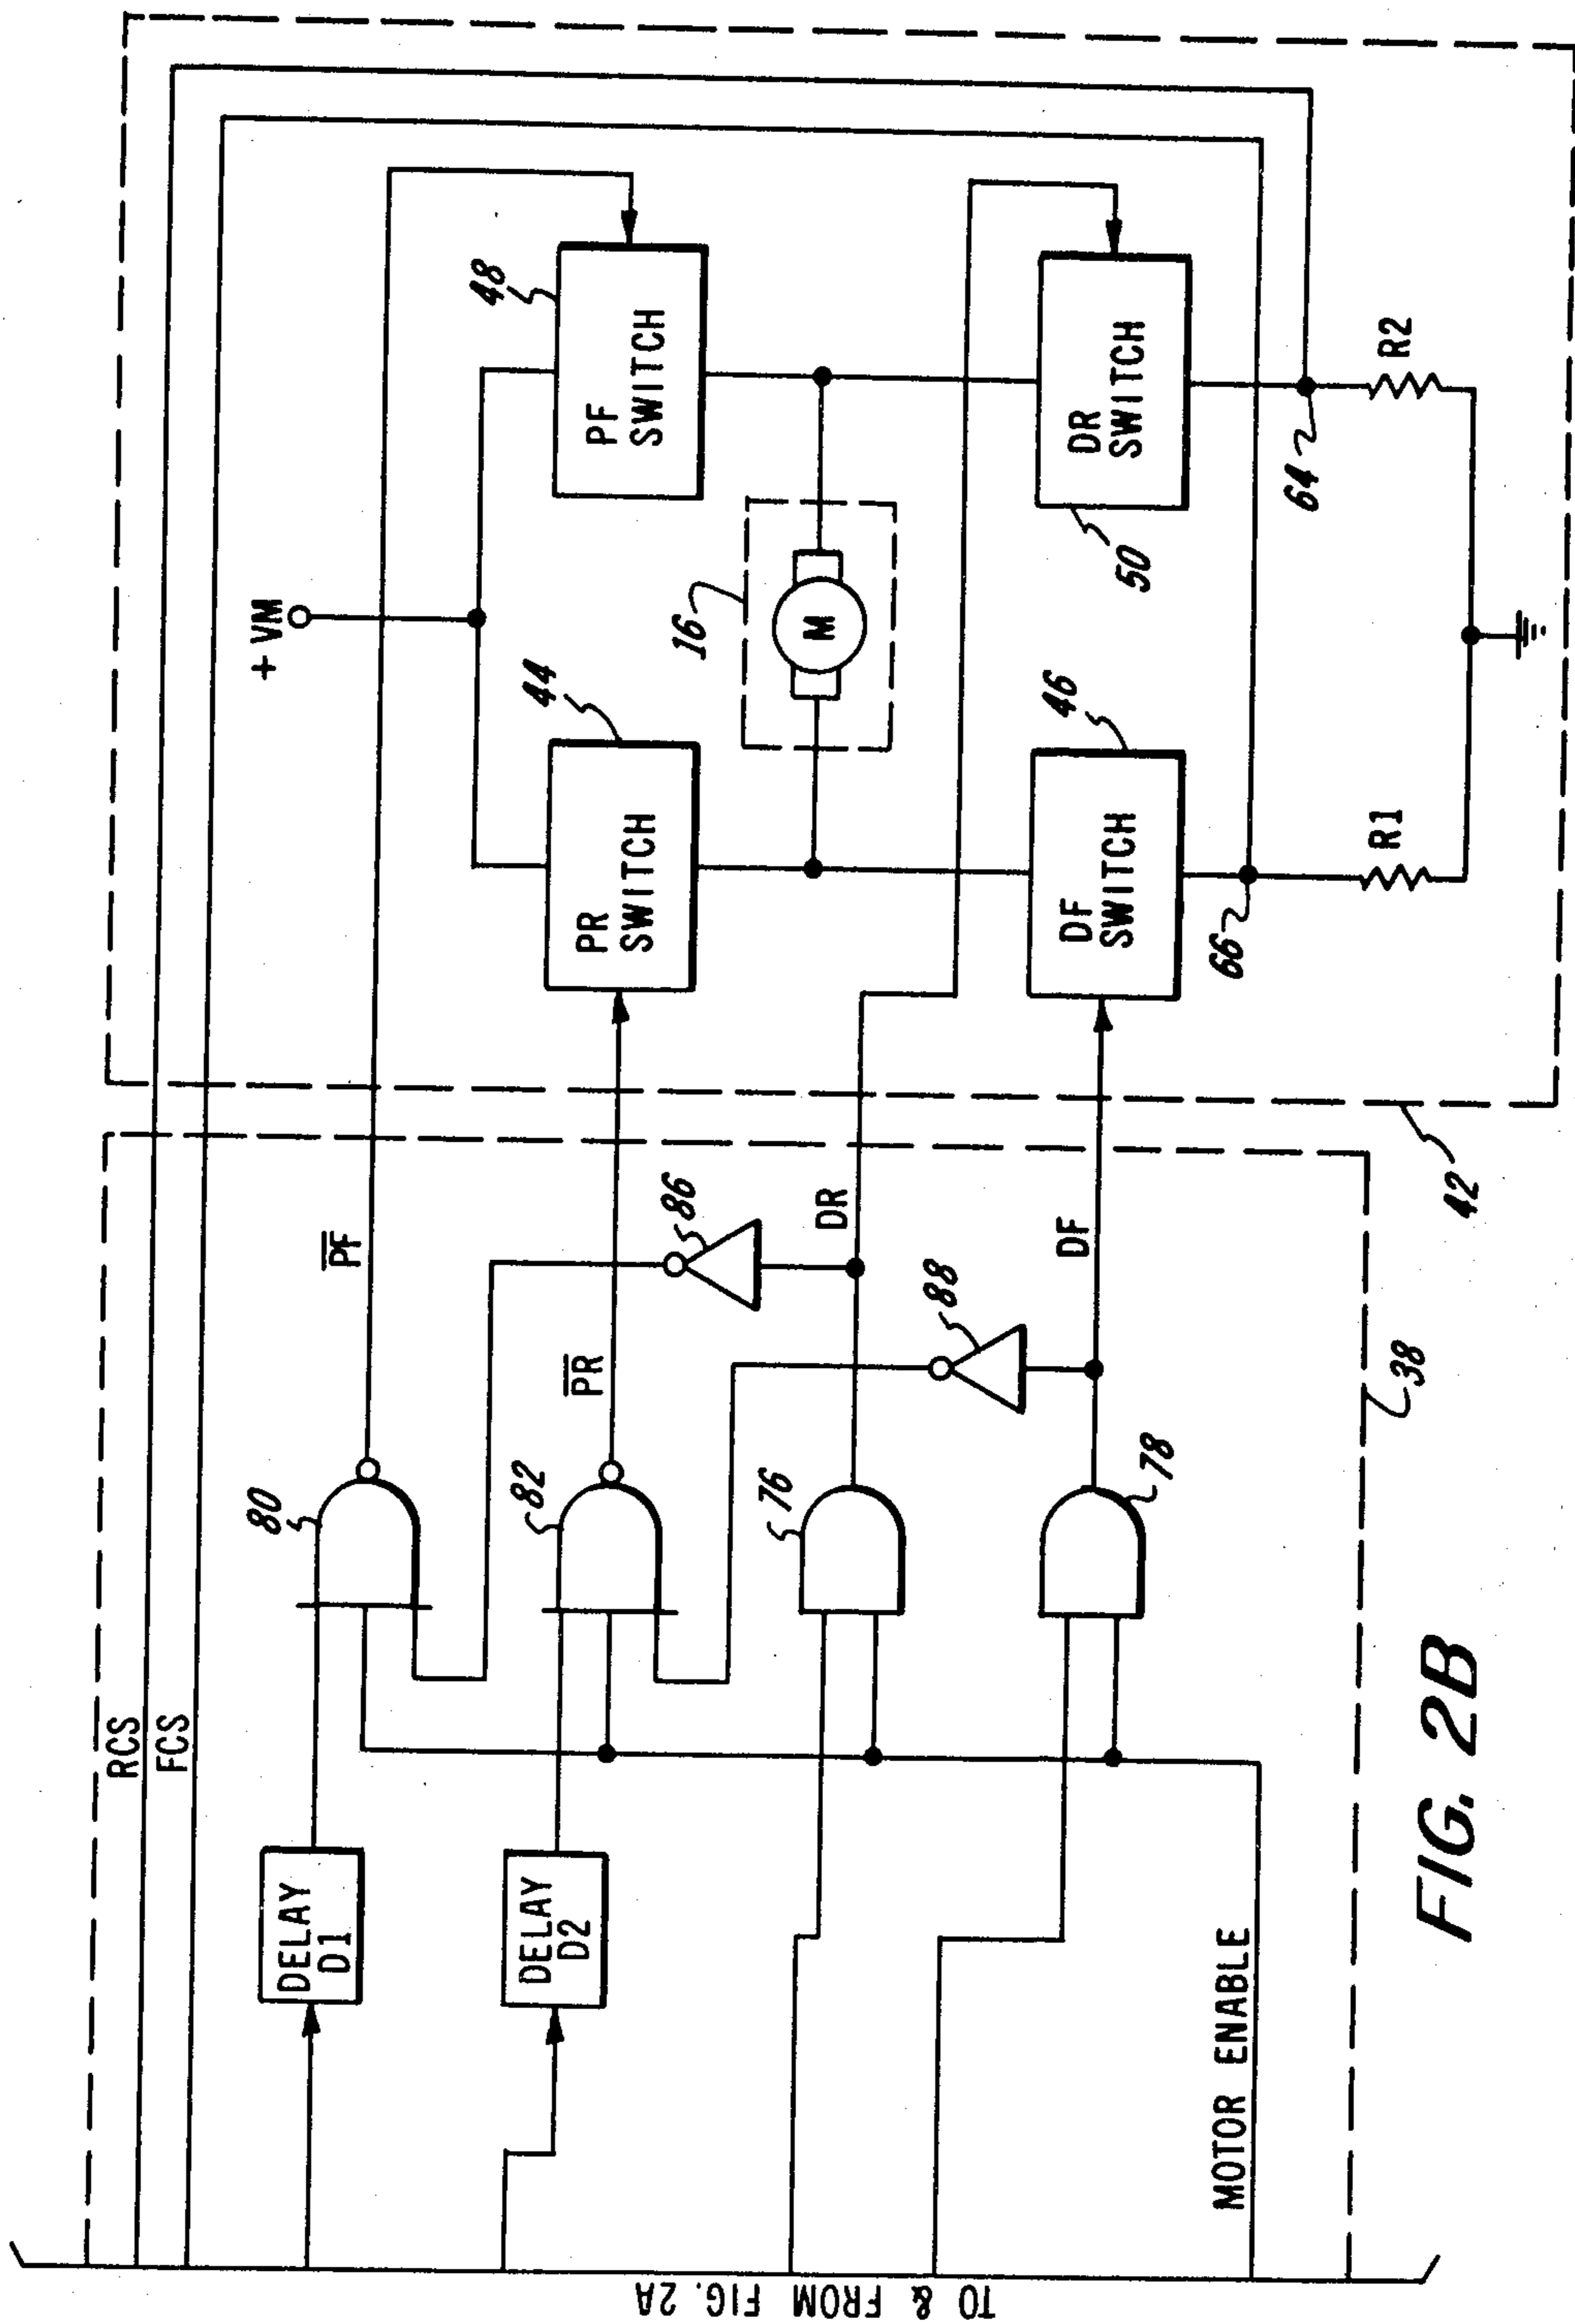 RCS
FCS
+ VM
48
PF
SWITCH
44
PR
SWITCH
16
M
50
DR
SWITCH
46
DF
SWITCH
64
66
R2
R1
42
PF
PR
86
DR
88
DF
80
82
76
78
38
DELAY
D1
DELAY
D2
MOTOR ENABLE
TO & FROM FIG. 2A
FIG. 2B